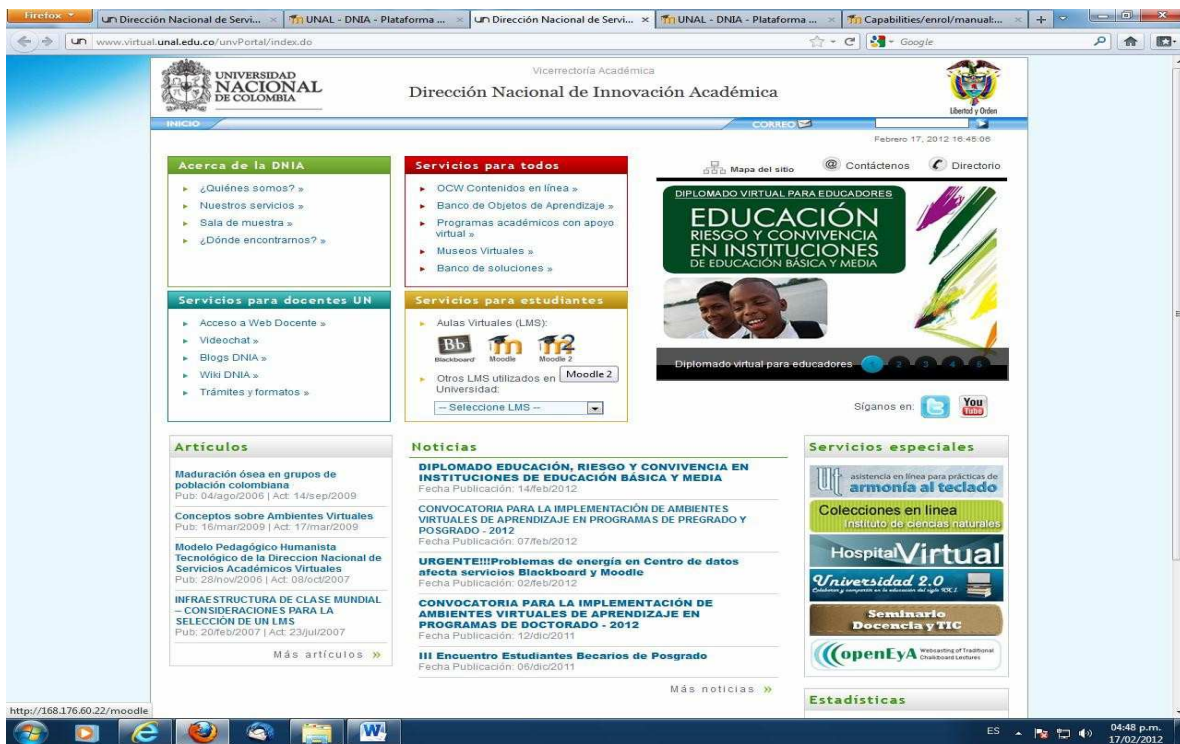 Firefox
Dirección Nacional de Servi...
UNAL - DNIA - Plataforma ...
Dirección Nacional de Servi...
UNAL - DNIA - Plataforma ...
Capabilities/enrol/manual:...
www.virtual.unal.edu.co/unvPortal/index.do
Google
UNIVERSIDAD
NACIONAL
DE COLOMBIA
Vicerrectoría Académica
Dirección Nacional de Innovación Académica
Libertad y Orden
INICIO
CORREO
Febrero 17, 2012 16:45:06
Acerca de la DNIA
¿Quiénes somos? »
Nuestros servicios »
Sala de muestra »
¿Dónde encontrarnos? »
Servicios para todos
OCW Contenidos en línea »
Banco de Objetos de Aprendizaje »
Programas académicos con apoyo
virtual »
Museos Virtuales »
Banco de soluciones »
Mapa del sitio
Contáctenos
Directorio
DIPLOMADO VIRTUAL PARA EDUCADORES
EDUCACIÓN
RIESGO Y CONVIVENCIA
EN INSTITUCIONES
DE EDUCACIÓN BÁSICA Y MEDIA
Diplomado virtual para educadores
1 2 3 4 5
Servicios para docentes UN
Acceso a Web Docente »
Videochat »
Blogs DNIA »
Wiki DNIA »
Trámites y formatos »
Servicios para estudiantes
Aulas Virtuales (LMS):
Bb
Blackboard Moodle Moodle 2
Otros LMS utilizados en
Moodle 2
Universidad:
-- Seleccione LMS --
Síganos en:
You
Tube
Artículos
Maduración ósea en grupos de
población colombiana
Pub: 04/ago/2006 | Act: 14/sep/2009
Conceptos sobre Ambientes Virtuales
Pub: 16/mar/2009 | Act: 17/mar/2009
Modelo Pedagógico Humanista
Tecnológico de la Direccion Nacional de
Servicios Académicos Virtuales
Pub: 28/nov/2006 | Act: 08/oct/2007
INFRAESTRUCTURA DE CLASE MUNDIAL
– CONSIDERACIONES PARA LA
SELECCIÓN DE UN LMS
Pub: 20/feb/2007 | Act: 23/jul/2007
Más artículos »
Noticias
DIPLOMADO EDUCACIÓN, RIESGO Y CONVIVENCIA EN
INSTITUCIONES DE EDUCACIÓN BÁSICA Y MEDIA
Fecha Publicación: 14/feb/2012
CONVOCATORIA PARA LA IMPLEMENTACIÓN DE AMBIENTES
VIRTUALES DE APRENDIZAJE EN PROGRAMAS DE PREGRADO Y
POSGRADO - 2012
Fecha Publicación: 07/feb/2012
URGENTE!!!Problemas de energía en Centro de datos
afecta servicios Blackboard y Moodle
Fecha Publicación: 02/feb/2012
CONVOCATORIA PARA LA IMPLEMENTACIÓN DE
AMBIENTES VIRTUALES DE APRENDIZAJE EN
PROGRAMAS DE DOCTORADO - 2012
Fecha Publicación: 12/dic/2011
III Encuentro Estudiantes Becarios de Posgrado
Fecha Publicación: 06/dic/2011
Más noticias »
Servicios especiales
asistencia en línea para prácticas de
armonía al teclado
Colecciones en linea
Instituto de ciencias naturales
HospitalVirtual
Universidad 2.0
Seminario
Docencia y TIC
openEyA Webcasting of Traditional
Chalkboard Lectures
Estadísticas
http://168.176.60.22/moodle
ES
04:48 p.m.
17/02/2012